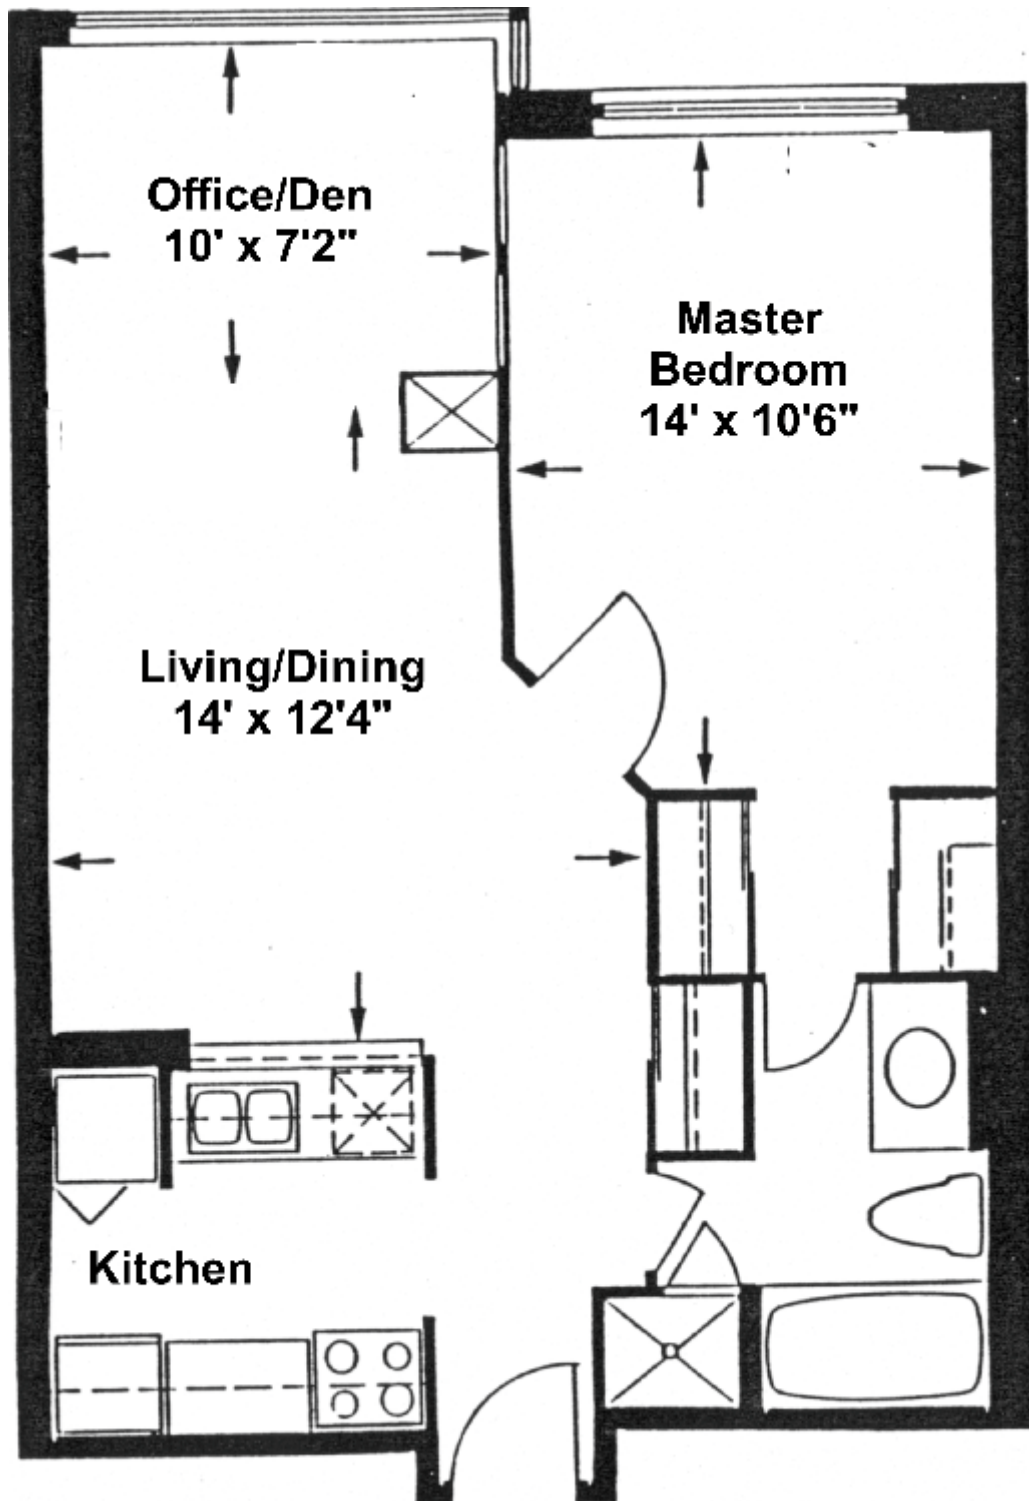 Office/Den
10' x 7'2"
Master
Bedroom
14' x 10'6"
Living/Dining
14' x 12'4"
Kitchen